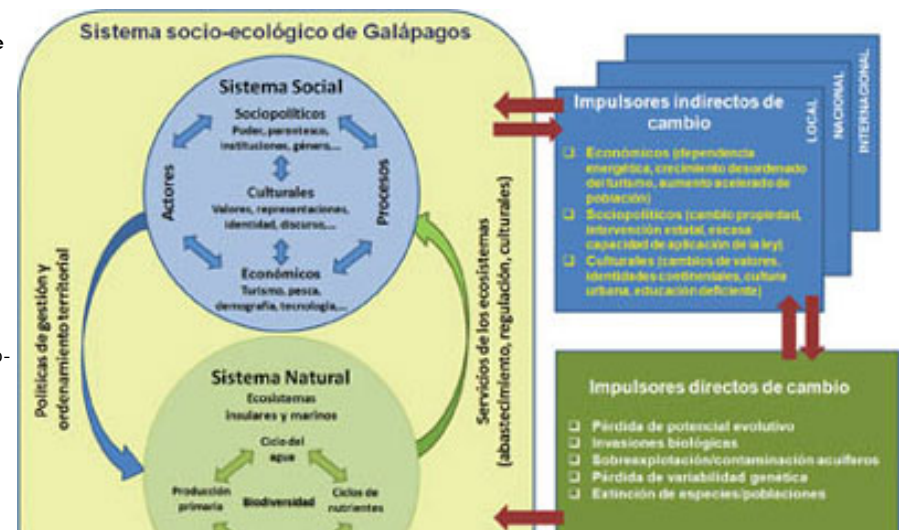 e
o-
Sistema socio-ecológico de Galápagos
Sistema Social
Sociopolíticos
Poder, parentesco,
instituciones, género,...
Actores
Procesos
Culturales
Valores, representaciones,
identidad, discurso,...
Económicos
Turismo, pesca,
demografía, tecnología,...
Políticas de gestión y
ordenamiento territorial
Servicios de los ecosistemas
(abastecimiento, regulación, culturales)
Sistema Natural
Ecosistemas
insulares y marinos
Ciclo del
agua
Producción
primaria
Biodiversidad
Ciclos de
nutrientes
Impulsores indirectos de
cambio
LOCAL
NACIONAL
INTERNACIONAL
Económicos (dependencia
energética, crecimiento desordenado
del turismo, aumento acelerado de
población)
Sociopolíticos (cambio propiedad,
intervención estatal, escasa
capacidad de aplicación de la ley)
Culturales (cambios de valores,
identidades continentales, cultura
urbana, educación deficiente)
Impulsores directos de cambio
Pérdida de potencial evolutivo
Invasiones biológicas
Sobreexplotación/contaminación acuíferos
Pérdida de variabilidad genética
Extinción de especies/poblaciones